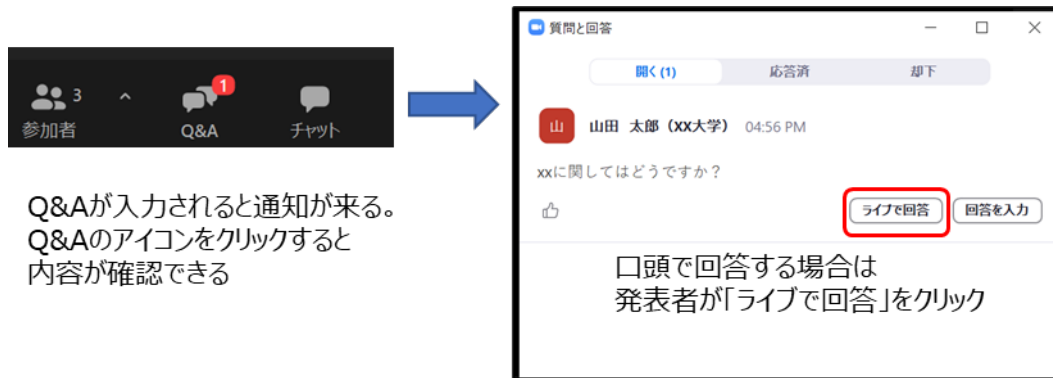 3
1
参加者
Q&A
チャット
Q&Aが入力されると通知が来る。
Q&Aのアイコンをクリックすると
内容が確認できる
質問と回答
開く(1)
応答済
却下
山
山田 太郎(XX大学) 04:56 PM
xxに関してはどうですか?
ライブで回答
回答を入力
口頭で回答する場合は
発表者が「ライブで回答」をクリック